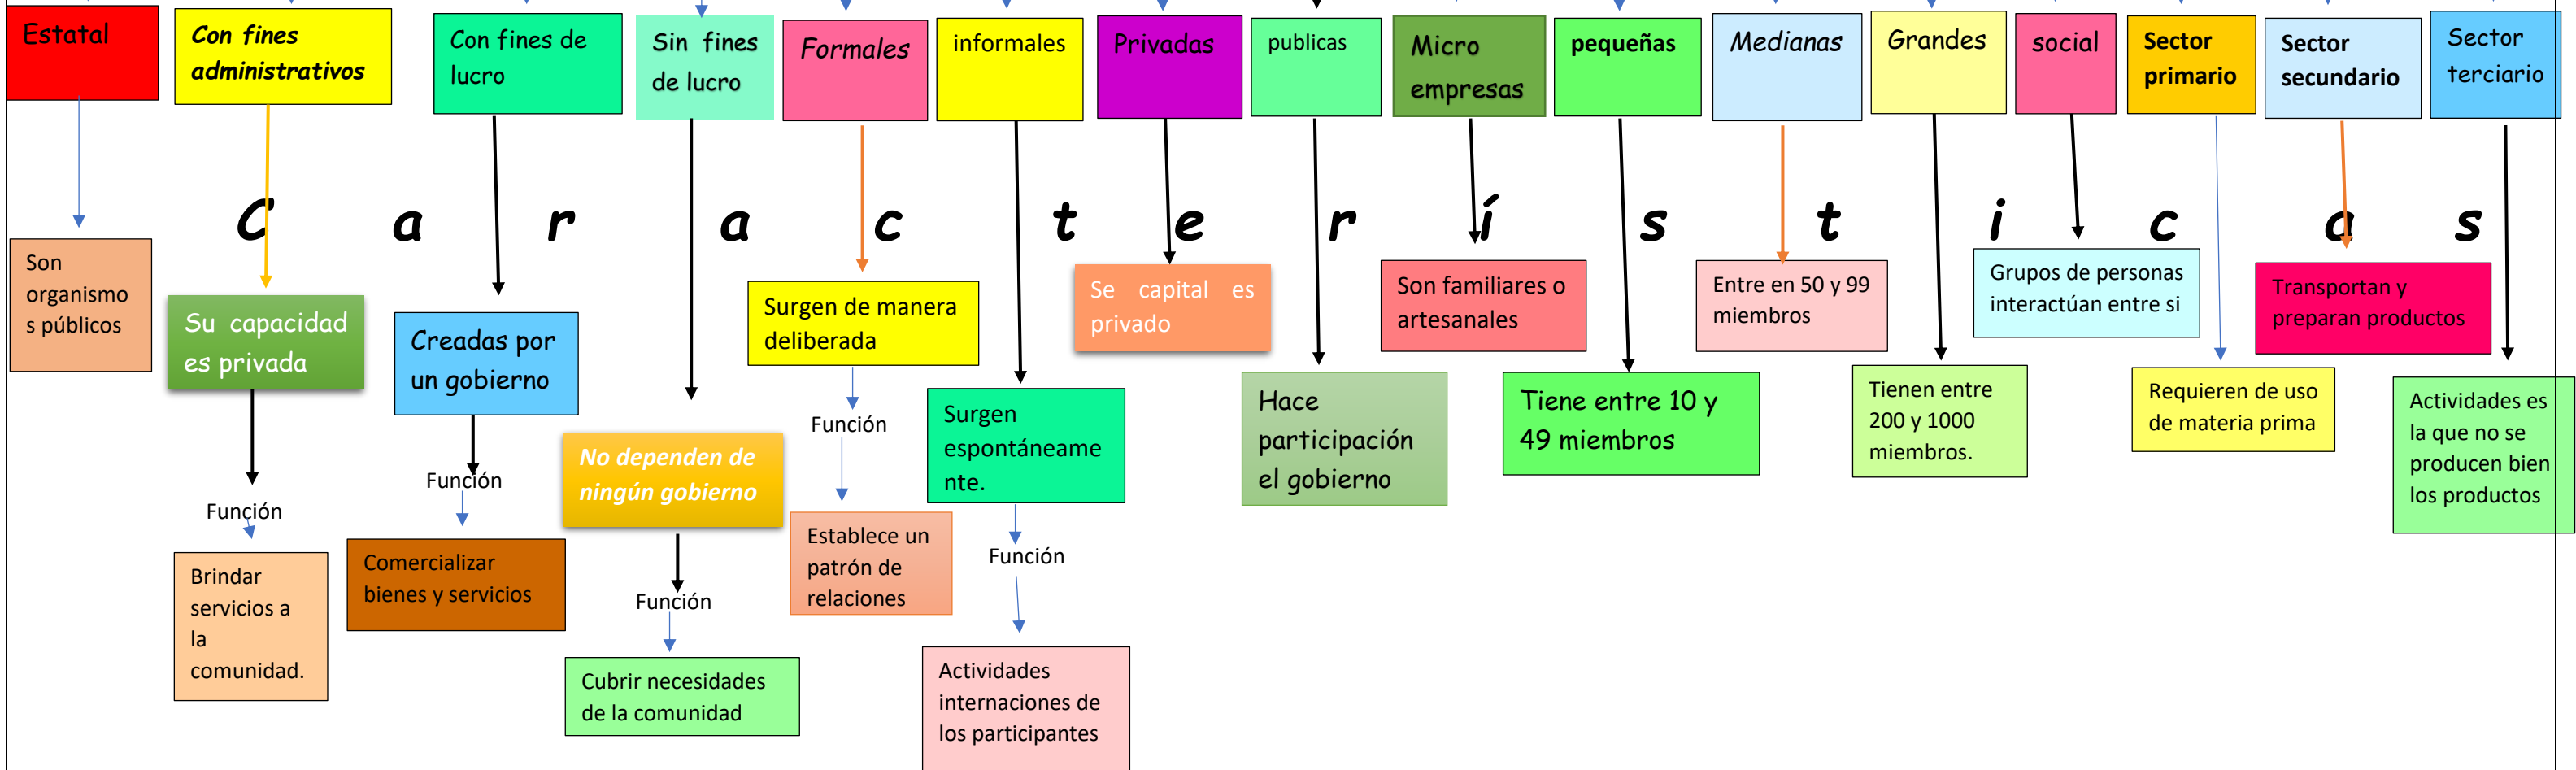 Estatal
Con fines
administrativos
Con fines de
lucro
Sin fines
de lucro
Formales
informales
Privadas
publicas
Micro
empresas
pequeñas
Medianas
Grandes
social
Sector
primario
Sector
secundario
Sector
terciario
C a r a c t e r í s t i c a s
Son
organismo
s públicos
Su capacidad
es privada
Creadas por
un gobierno
No dependen de
ningún gobierno
Surgen de manera
deliberada
Surgen
espontáneame
nte.
Se capital es
privado
Hace
participación
el gobierno
Son familiares o
artesanales
Tiene entre 10 y
49 miembros
Entre en 50 y 99
miembros
Tienen entre
200 y 1000
miembros.
Grupos de personas
interactúan entre si
Requieren de uso
de materia prima
Transportan y
preparan productos
Actividades es
la que no se
producen bien
los productos
Función
Función
Función
Función
Función
Brindar
servicios a
la
comunidad.
Comercializar
bienes y servicios
Cubrir necesidades
de la comunidad
Establece un
patrón de
relaciones
Actividades
internaciones de
los participantes